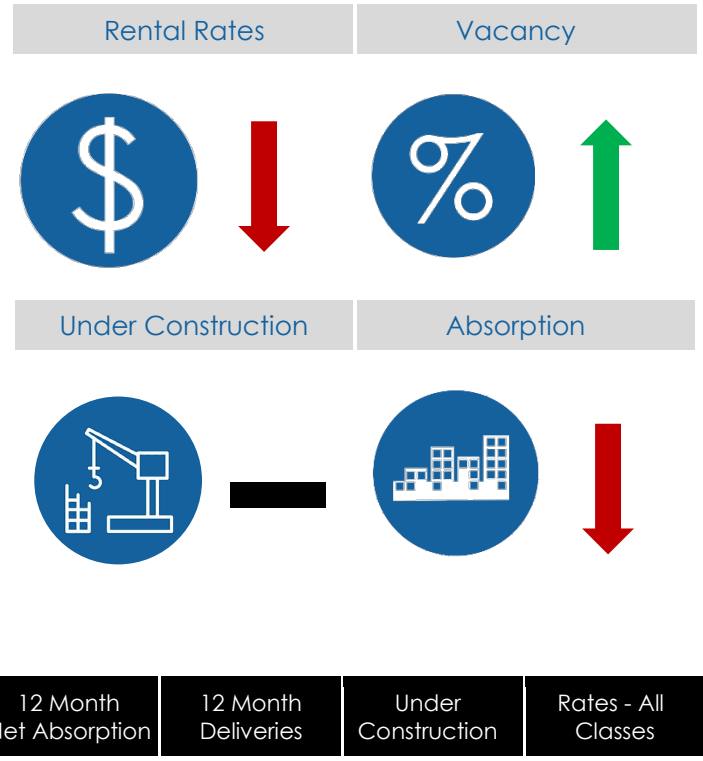 Rental Rates
Vacancy
$
%
Under Construction
Absorption
12 Month
et Absorption
12 Month
Deliveries
Under
Construction
Rates - All
Classes